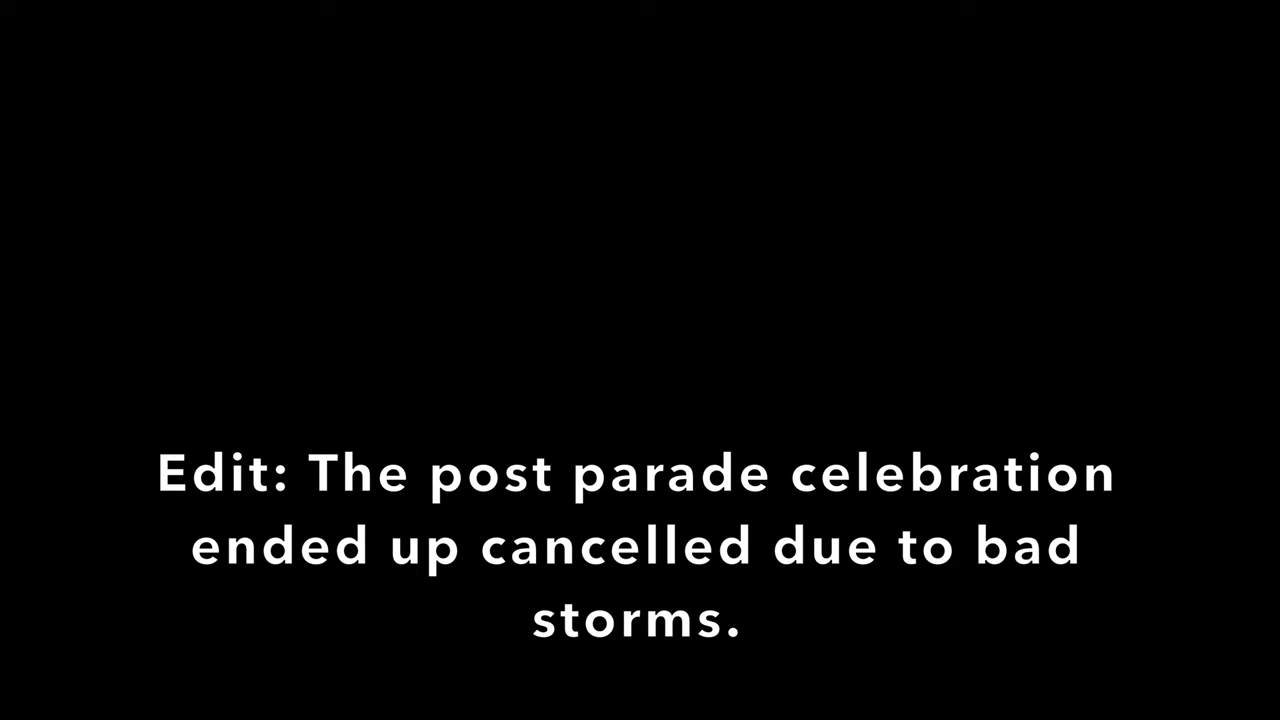 Edit: The post parade celebration
ended up cancelled due to bad
storms.